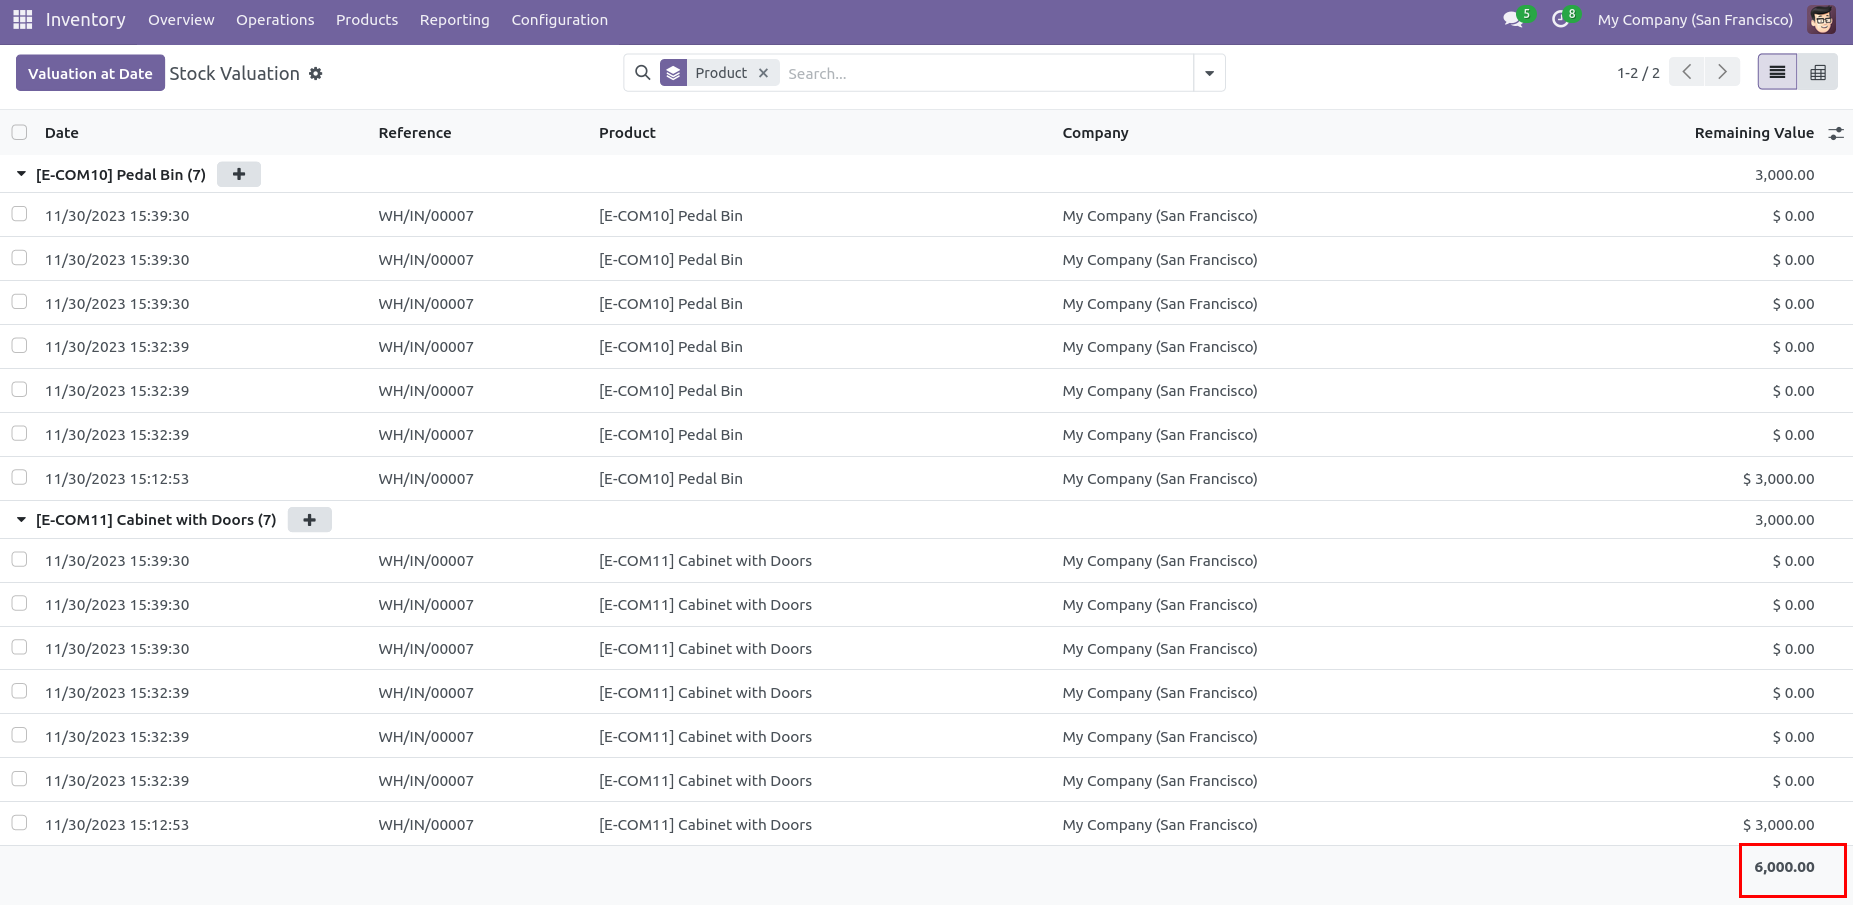 Inventory Overview Operations Products Reporting Configuration 5 8 My Company (San Francisco)
Valuation at Date Stock Valuation Product Search... 1-2 / 2
Date Reference Product Company Remaining Value
[E-COM10] Pedal Bin (7) 3,000.00
11/30/2023 15:39:30 WH/IN/00007 [E-COM10] Pedal Bin My Company (San Francisco) $ 0.00
11/30/2023 15:39:30 WH/IN/00007 [E-COM10] Pedal Bin My Company (San Francisco) $ 0.00
11/30/2023 15:39:30 WH/IN/00007 [E-COM10] Pedal Bin My Company (San Francisco) $ 0.00
11/30/2023 15:32:39 WH/IN/00007 [E-COM10] Pedal Bin My Company (San Francisco) $ 0.00
11/30/2023 15:32:39 WH/IN/00007 [E-COM10] Pedal Bin My Company (San Francisco) $ 0.00
11/30/2023 15:32:39 WH/IN/00007 [E-COM10] Pedal Bin My Company (San Francisco) $ 0.00
11/30/2023 15:12:53 WH/IN/00007 [E-COM10] Pedal Bin My Company (San Francisco) $ 3,000.00
[E-COM11] Cabinet with Doors (7) 3,000.00
11/30/2023 15:39:30 WH/IN/00007 [E-COM11] Cabinet with Doors My Company (San Francisco) $ 0.00
11/30/2023 15:39:30 WH/IN/00007 [E-COM11] Cabinet with Doors My Company (San Francisco) $ 0.00
11/30/2023 15:39:30 WH/IN/00007 [E-COM11] Cabinet with Doors My Company (San Francisco) $ 0.00
11/30/2023 15:32:39 WH/IN/00007 [E-COM11] Cabinet with Doors My Company (San Francisco) $ 0.00
11/30/2023 15:32:39 WH/IN/00007 [E-COM11] Cabinet with Doors My Company (San Francisco) $ 0.00
11/30/2023 15:32:39 WH/IN/00007 [E-COM11] Cabinet with Doors My Company (San Francisco) $ 0.00
11/30/2023 15:12:53 WH/IN/00007 [E-COM11] Cabinet with Doors My Company (San Francisco) $ 3,000.00
6,000.00